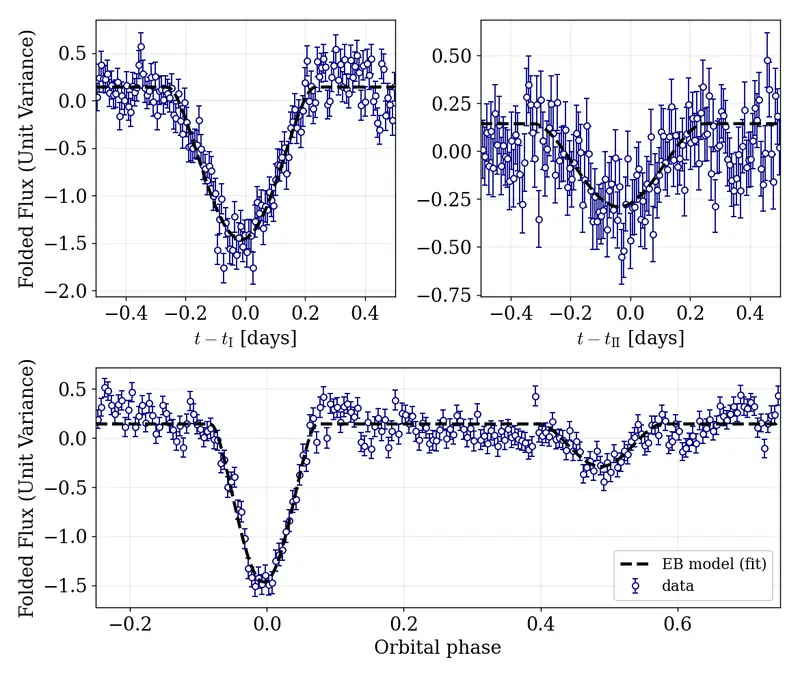 Folded Flux (Unit Variance)
0.5
0.0
−0.5
−1.0
−1.5
−2.0
−0.4 −0.2 0.0 0.2 0.4
t − tI [days]
0.50
0.25
0.00
−0.25
−0.50
−0.75
−0.4 −0.2 0.0 0.2 0.4
t − tII [days]
Folded Flux (Unit Variance)
0.5
0.0
−0.5
−1.0
−1.5
−0.2 0.0 0.2 0.4 0.6
Orbital phase
EB model (fit)
data